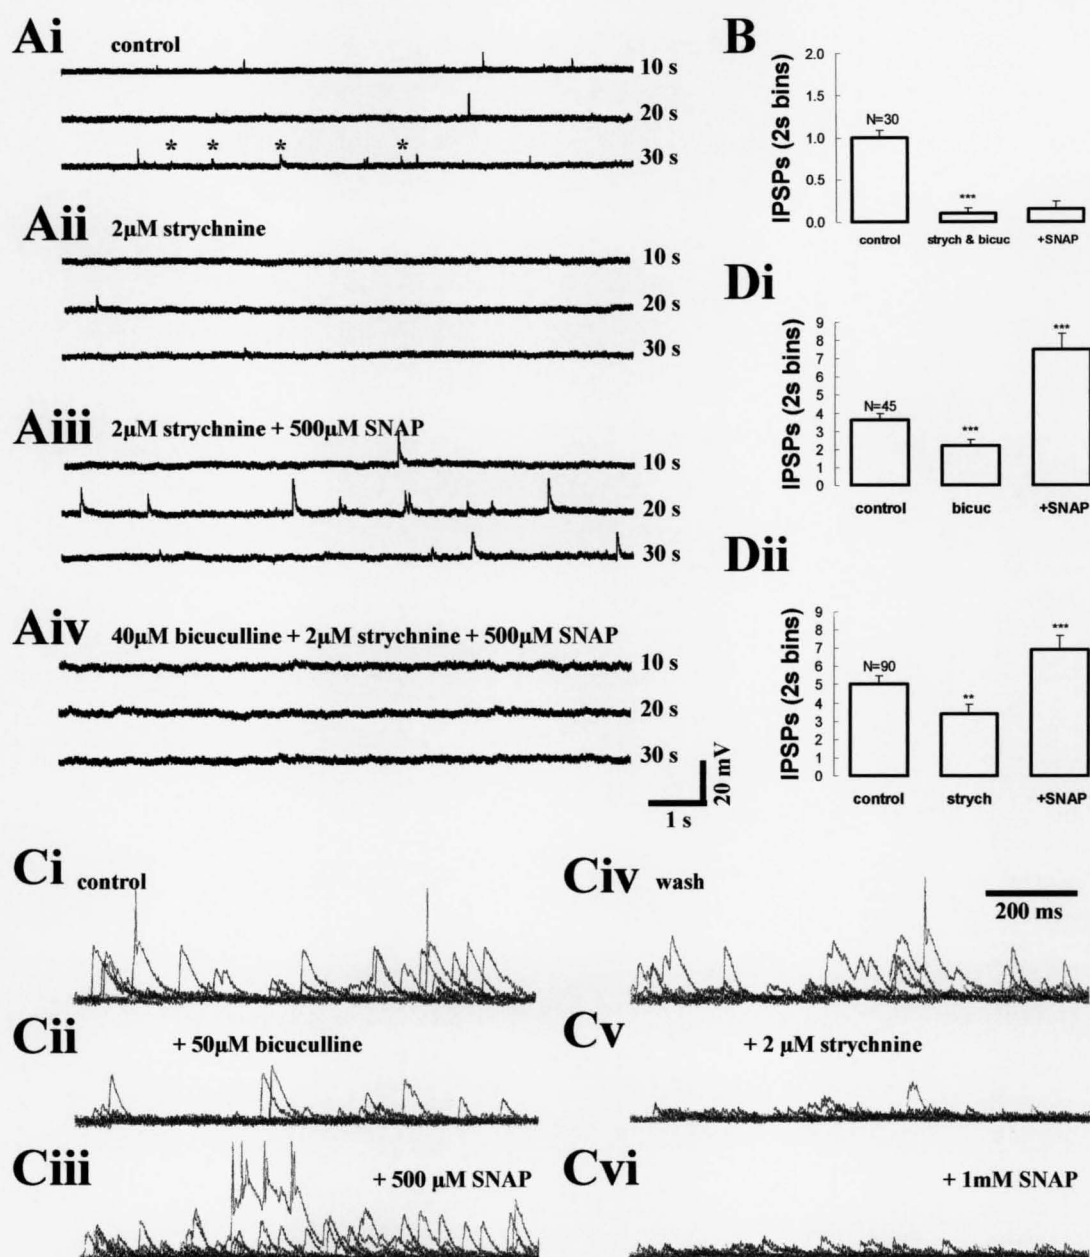 Ai control
10 s
20 s
* * * *
30 s
Aii 2μM strychnine
10 s
20 s
30 s
Aiii 2μM strychnine + 500μM SNAP
10 s
20 s
30 s
Aiv 40μM bicuculline + 2μM strychnine + 500μM SNAP
10 s
20 s
30 s
20 mV
1 s
B
IPSPs (2s bins)
2.0
1.5
1.0
0.5
0.0
N=30
***
control strych & bicuc +SNAP
Di
IPSPs (2s bins)
9
8
7
6
5
4
3
2
1
0
N=45
***
***
control bicuc +SNAP
Dii
IPSPs (2s bins)
9
8
7
6
5
4
3
2
1
0
N=90
**
***
control strych +SNAP
Ci control
Cii + 50μM bicuculline
Ciii + 500 μM SNAP
Civ wash
200 ms
Cv + 2 μM strychnine
Cvi + 1mM SNAP